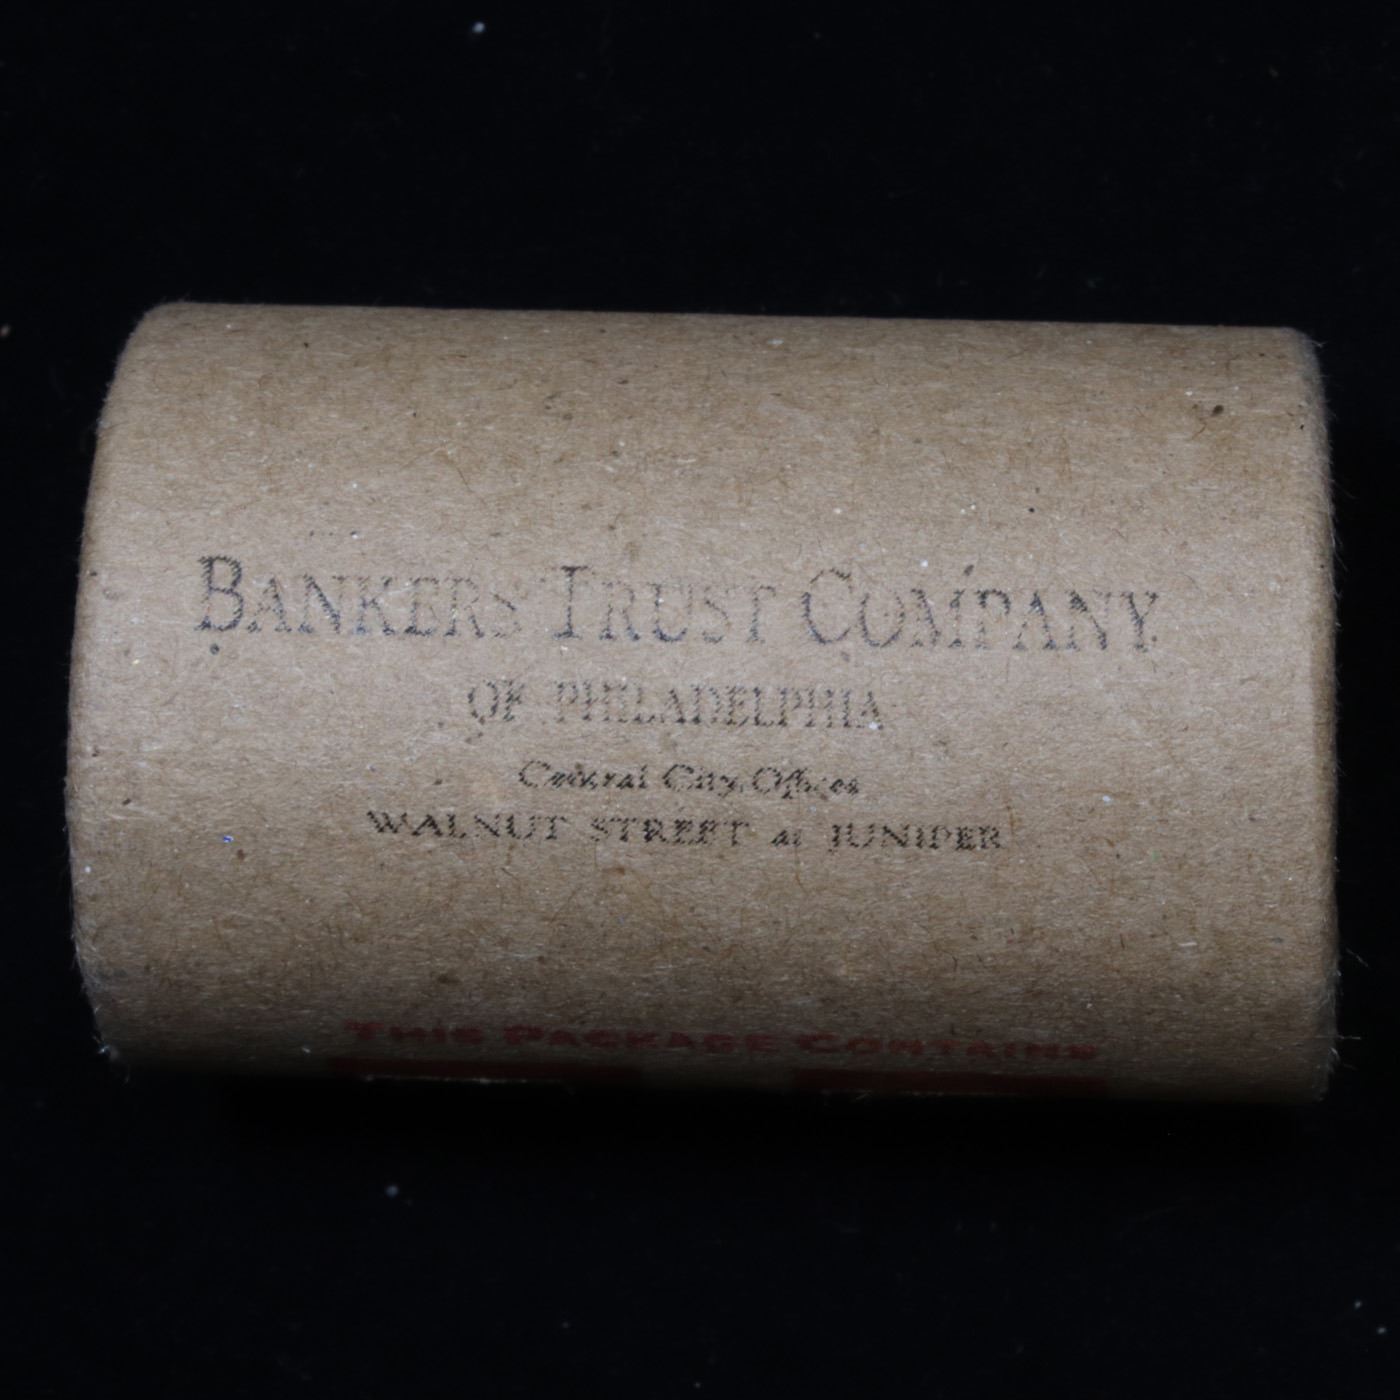 BANKERS TRUST COMPANY
OF PHILADELPHIA
Central City Offices
WALNUT STREET at JUNIPER
THIS PACKAGE CONTAINS